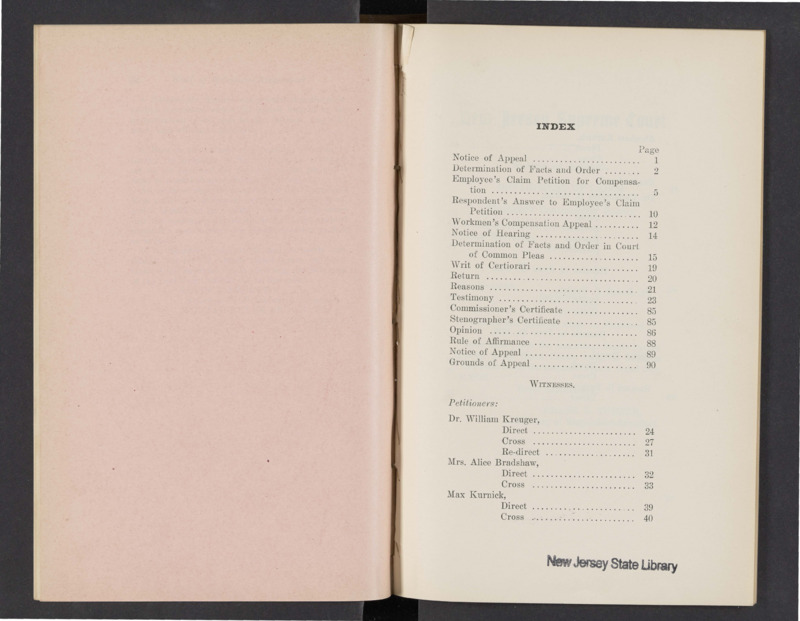 INDEX
Page
Notice of Appeal ........................ 1
Determination of Facts and Order ........ 2
Employee's Claim Petition for Compensa-
tion ................................. 5
Respondent's Answer to Employee's Claim
Petition .............................. 10
Workmen's Compensation Appeal .......... 12
Notice of Hearing ....................... 14
Determination of Facts and Order in Court
of Common Pleas .................... 15
Writ of Certiorari ....................... 19
Return .................................. 20
Reasons ................................. 21
Testimony ............................... 23
Commissioner's Certificate ................ 85
Stenographer's Certificate ................ 85
Opinion ................................. 86
Rule of Affirmance ....................... 88
Notice of Appeal ......................... 89
Grounds of Appeal ....................... 90
Witnesses.
Petitioners:
Dr. William Kreuger,
Direct ....................... 24
Cross ....................... 27
Re-direct .................... 31
Mrs. Alice Bradshaw,
Direct ....................... 32
Cross ....................... 33
Max Kurnick,
Direct ....................... 39
Cross ....................... 40
New Jersey State Library